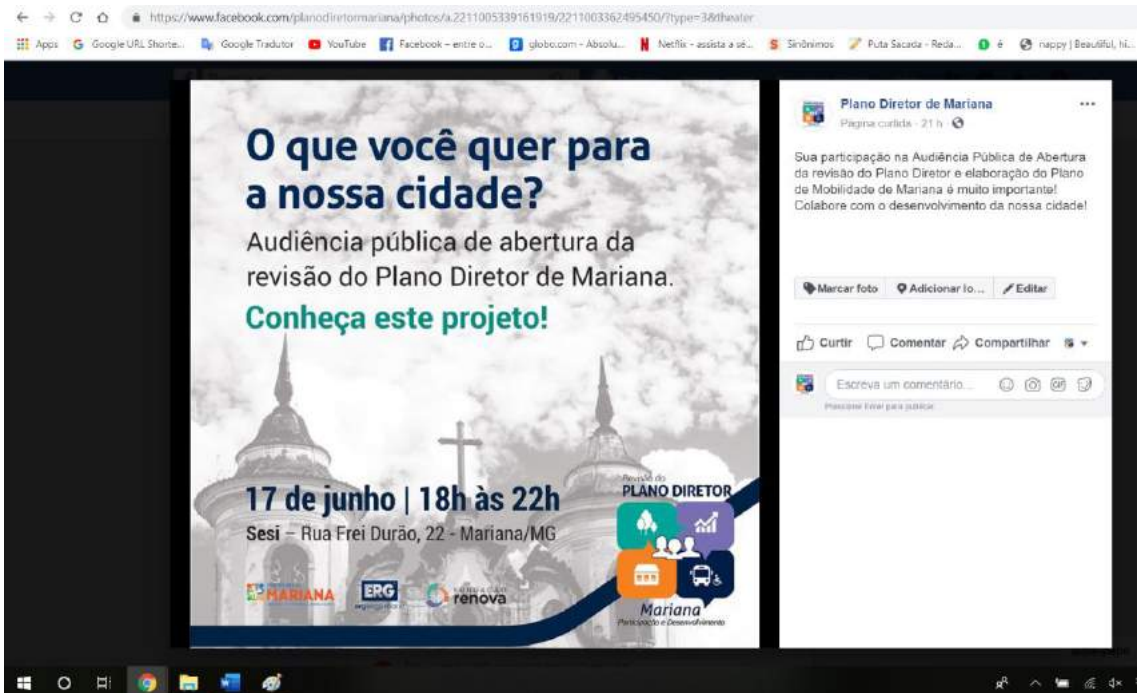 https://www.facebook.com/planodiretormariana/photos/a.2211005339161919/2211003362495450/?type=3&theater
Apps Google URL Shorte... Google Tradutor YouTube Facebook – entre o... globo.com - Absolu... Netflix - assista a sé... Sinônimos Puta Sacada - Reda... é nappy | Beautiful, hi...
O que você quer para
a nossa cidade?
Audiência pública de abertura da
revisão do Plano Diretor de Mariana.
Conheça este projeto!
17 de junho | 18h às 22h
Sesi – Rua Frei Durão, 22 - Mariana/MG
MARIANA
ERG
renova
Revisão do
PLANO DIRETOR
Mariana
Participação e Desenvolvimento
Plano Diretor de Mariana
Página curtida · 21 h
Sua participação na Audiência Pública de Abertura
da revisão do Plano Diretor e elaboração do Plano
de Mobilidade de Mariana é muito importante!
Colabore com o desenvolvimento da nossa cidade!
Marcar foto Adicionar lo... Editar
Curtir Comentar Compartilhar
Escreva um comentário... GIF
Pressione Enter para publicar.